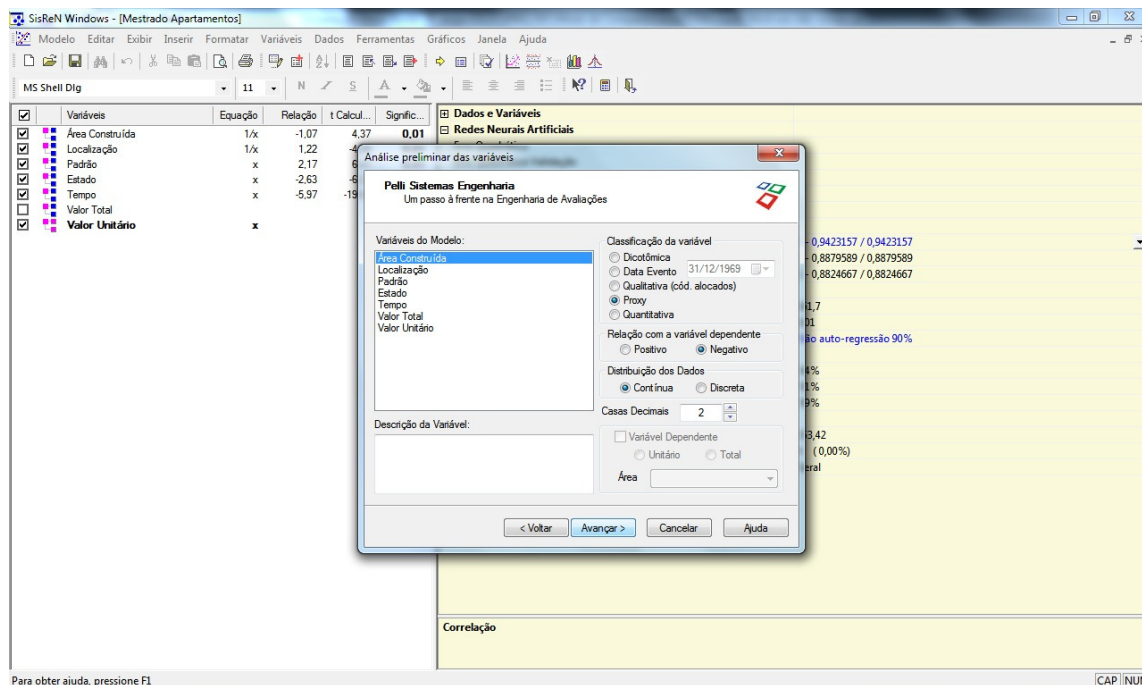 SisReN Windows - [Mestrado Apartamentos]
Modelo Editar Exibir Inserir Formatar Variáveis Dados Ferramentas Gráficos Janela Ajuda
MS Shell Dlg 11 N S A
Variáveis Equação Relação t Calcul... Signific...
Área Construída 1/x -1,07 4,37 0,01
Localização 1/x 1,22
Padrão x 2,17
Estado x -2,63
Tempo x -5,97
Valor Total
Valor Unitário x
Dados e Variáveis
Redes Neurais Artificiais
- 0,9423157 / 0,9423157
- 0,8879589 / 0,8879589
- 0,8824667 / 0,8824667
auto-regressão 90%
( 0,00%)
Correlação
Análise preliminar das variáveis
Pelli Sistemas Engenharia
Um passo à frente na Engenharia de Avaliações
Variáveis do Modelo:
Área Construída
Localização
Padrão
Estado
Tempo
Valor Total
Valor Unitário
Descrição da Variável:
Classificação da variável
Dicotômica
Data Evento 31/12/1969
Qualitativa (cód. alocados)
Proxy
Quantitativa
Relação com a variável dependente
Positivo Negativo
Distribuição dos Dados
Contínua Discreta
Casas Decimais 2
Variável Dependente
Unitário Total
Área
< Voltar Avançar > Cancelar Ajuda
Para obter ajuda, pressione F1
CAP NUM